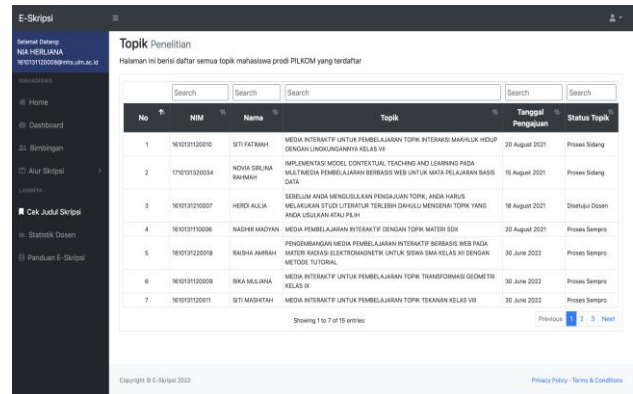 E-Skripsi
Selamat Datang:
NIA HERLIANA
1610131120008@mhs.ulm.ac.id
MAHASISWA
Home
Dashboard
Bimbingan
Alur Skripsi
LAINNYA
Cek Judul Skripsi
Statistik Dosen
Panduan E-Skripsi
Topik Penelitian
Halaman ini berisi daftar semua topik mahasiswa prodi PILKOM yang terdaftar
Search Search Search Search Search
No NIM Nama Topik Tanggal Pengajuan Status Topik
1 1610131120010 SITI FATIMAH MEDIA INTERAKTIF UNTUK PEMBELAJARAN TOPIK INTERAKSI MAKHLUK HIDUP
DENGAN LINGKUNGANNYA KELAS VII 20 August 2021 Proses Sidang
2 1710131320034 NOVIA SIRLINA RAHMAH IMPLEMENTASI MODEL CONTEXTUAL TEACHING AND LEARNING PADA
MULTIMEDIA PEMBELAJARAN BERBASIS WEB UNTUK MATA PELAJARAN BASIS
DATA 15 August 2021 Proses Sidang
3 1610131210007 HERDI AULIA SEBELUM ANDA MENGUSULKAN PENGAJUAN TOPIK, ANDA HARUS
MELAKUKAN STUDI LITERATUR TERLEBIH DAHULU MENGENAI TOPIK YANG
ANDA USULKAN ATAU PILIH 18 August 2021 Disetujui Dosen
4 1610131110006 NADHIR MADYAN MEDIA PEMBELAJARAN INTERAKTIF DENGAN TOPIK MATERI SDX 20 August 2021 Proses Sempro
5 1810131220018 RAISHA AMIRAH PENGEMBANGAN MEDIA PEMBELAJARAN INTERAKTIF BERBASIS WEB PADA
MATERI RADIASI ELEKTROMAGNETIK UNTUK SISWA SMA KELAS XII DENGAN
METODE TUTORIAL 30 June 2022 Proses Sempro
6 1610131120009 RIKA MULIANA MEDIA INTERAKTIF UNTUK PEMBELAJARAN TOPIK TRANSFORMASI GEOMETRI
KELAS IX 30 June 2022 Proses Sempro
7 1610131120011 SITI MASHITAH MEDIA INTERAKTIF UNTUK PEMBELAJARAN TOPIK TEKANAN KELAS VIII 30 June 2022 Proses Sempro
Showing 1 to 7 of 15 entries
Previous 1 2 3 Next
Copyright © E-Skripsi 2022
Privacy Policy · Terms & Conditions